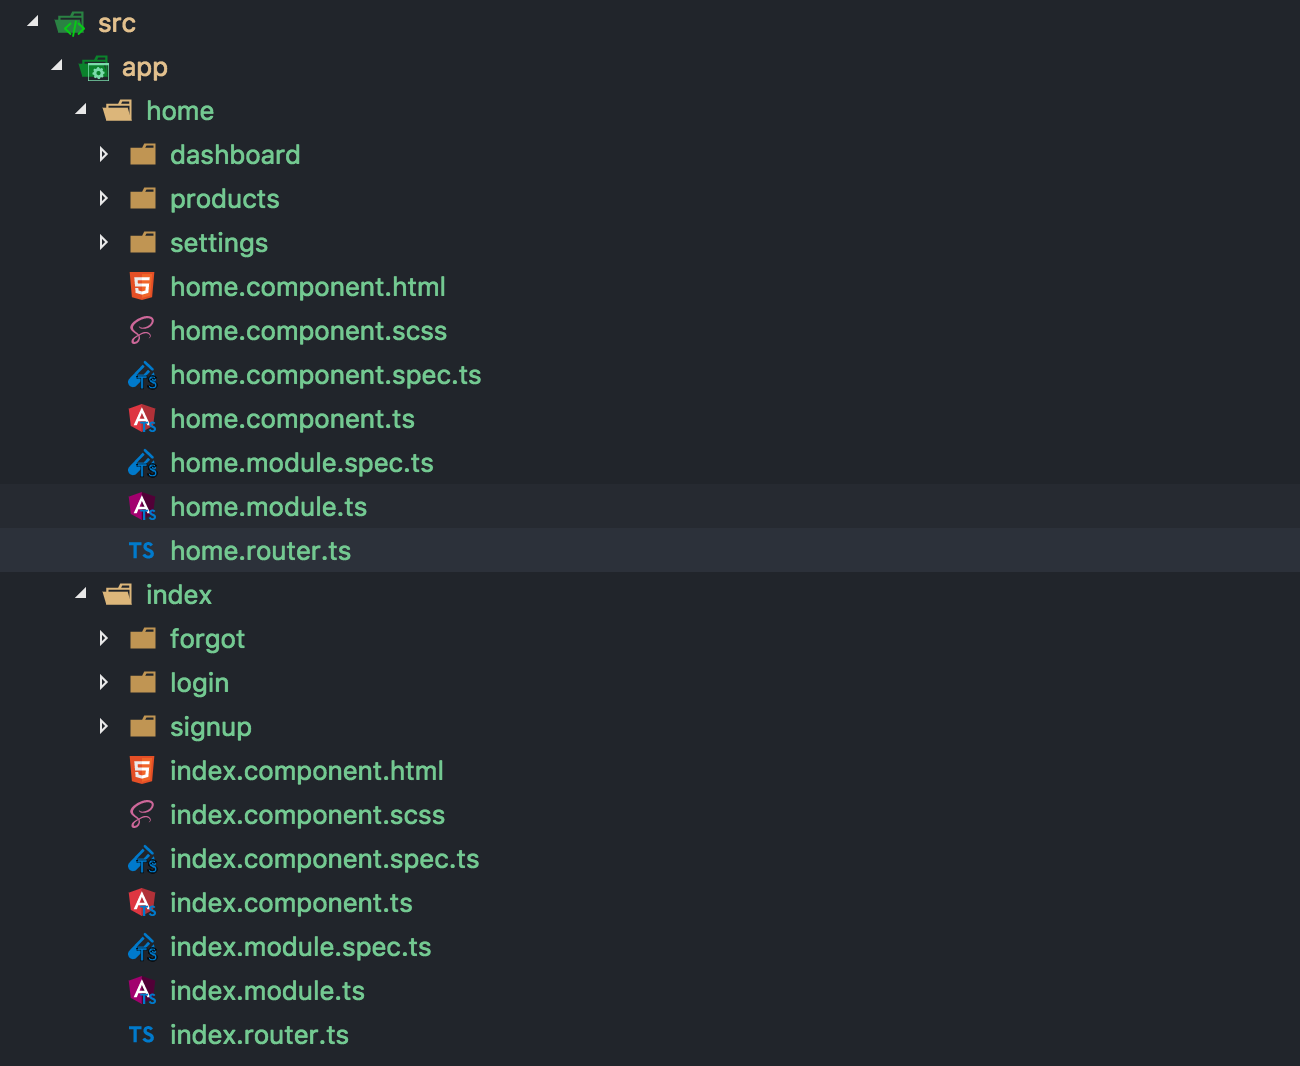 src
app
home
dashboard
products
settings
home.component.html
home.component.scss
home.component.spec.ts
home.component.ts
home.module.spec.ts
home.module.ts
TS home.router.ts
index
forgot
login
signup
index.component.html
index.component.scss
index.component.spec.ts
index.component.ts
index.module.spec.ts
index.module.ts
TS index.router.ts